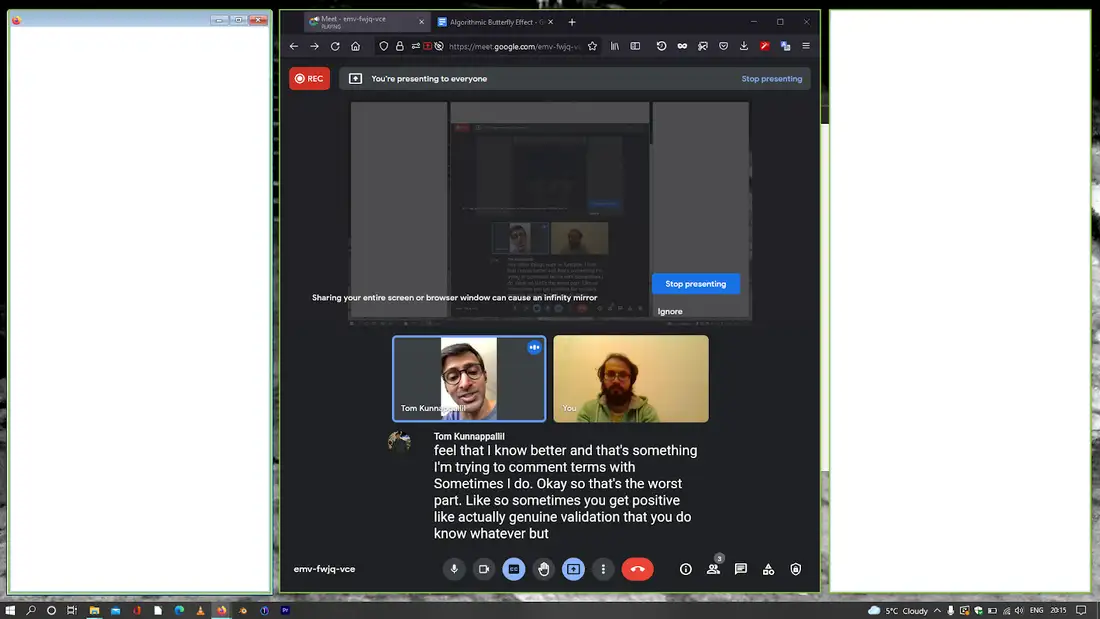 Meet - emv-fwjq-vce
PLAYING
Algorithmic Butterfly Effect - G
https://meet.google.com/emv-fwjq-vc
REC
You're presenting to everyone
Stop presenting
Stop presenting
Sharing your entire screen or browser window can cause an infinity mirror
Ignore
Tom Kunnappallil
You
Tom Kunnappallil
feel that I know better and that's something
I'm trying to comment terms with
Sometimes I do. Okay so that's the worst
part. Like so sometimes you get positive
like actually genuine validation that you do
know whatever but
emv-fwjq-vce
3
5°C Cloudy
ENG
20:15